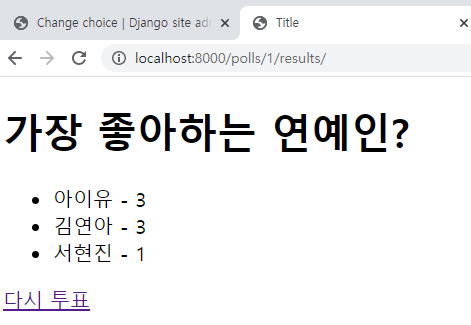 Change choice | Django site adr
Title
localhost:8000/polls/1/results/
가장 좋아하는 연예인?
아이유 - 3
김연아 - 3
서현진 - 1
다시 투표